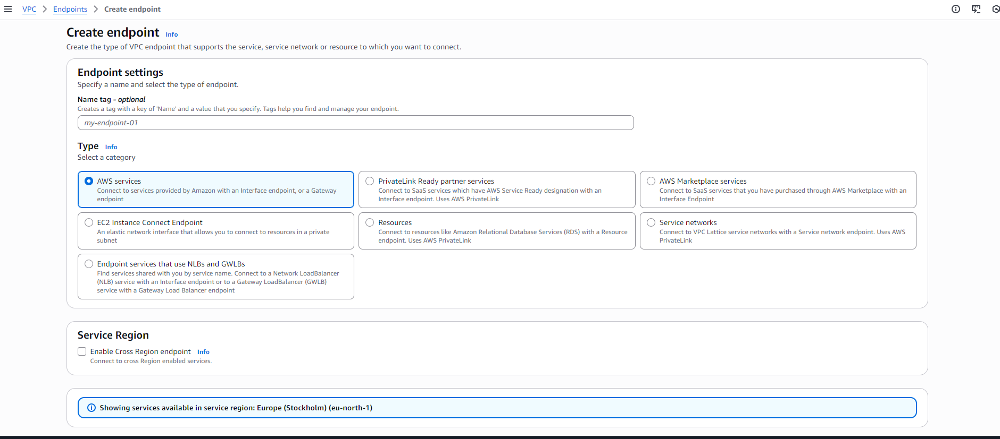 VPC > Endpoints > Create endpoint
Create endpoint Info
Create the type of VPC endpoint that supports the service, service network or resource to which you want to connect.
Endpoint settings
Specify a name and select the type of endpoint.
Name tag - optional
Creates a tag with a key of 'Name' and a value that you specify. Tags help you find and manage your endpoint.
my-endpoint-01
Type Info
Select a category
AWS services
Connect to services provided by Amazon with an Interface endpoint, or a Gateway
endpoint
PrivateLink Ready partner services
Connect to SaaS services which have AWS Service Ready designation with an
Interface endpoint. Uses AWS PrivateLink
AWS Marketplace services
Connect to SaaS services that you have purchased through AWS Marketplace with an
Interface Endpoint
EC2 Instance Connect Endpoint
An elastic network interface that allows you to connect to resources in a private
subnet
Resources
Connect to resources like Amazon Relational Database Services (RDS) with a Resource
endpoint. Uses AWS PrivateLink
Service networks
Connect to VPC Lattice service networks with a Service network endpoint. Uses AWS
PrivateLink
Endpoint services that use NLBs and GWLBs
Find services shared with you by service name. Connect to a Network LoadBalancer
(NLB) service with an Interface endpoint or to a Gateway LoadBalancer (GWLB)
service with a Gateway Load Balancer endpoint
Service Region
Enable Cross Region endpoint Info
Connect to cross Region enabled services.
Showing services available in service region: Europe (Stockholm) (eu-north-1)